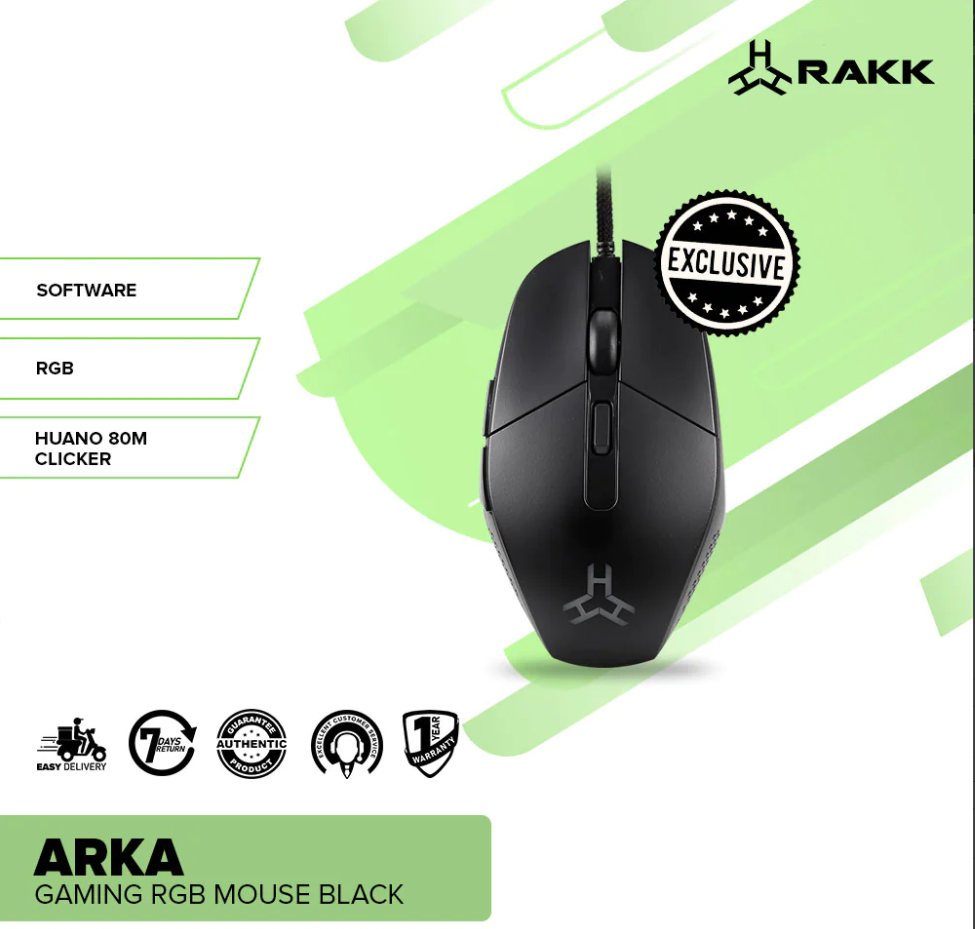 RAKK
EXCLUSIVE
SOFTWARE
RGB
HUANO 80M
CLICKER
EASY DELIVERY
7 DAYS
RETURN
GUARANTEE
AUTHENTIC
PRODUCT
EXCELLENT CUSTOMER SERVICE
1 YEAR
WARRANTY
ARKA
GAMING RGB MOUSE BLACK